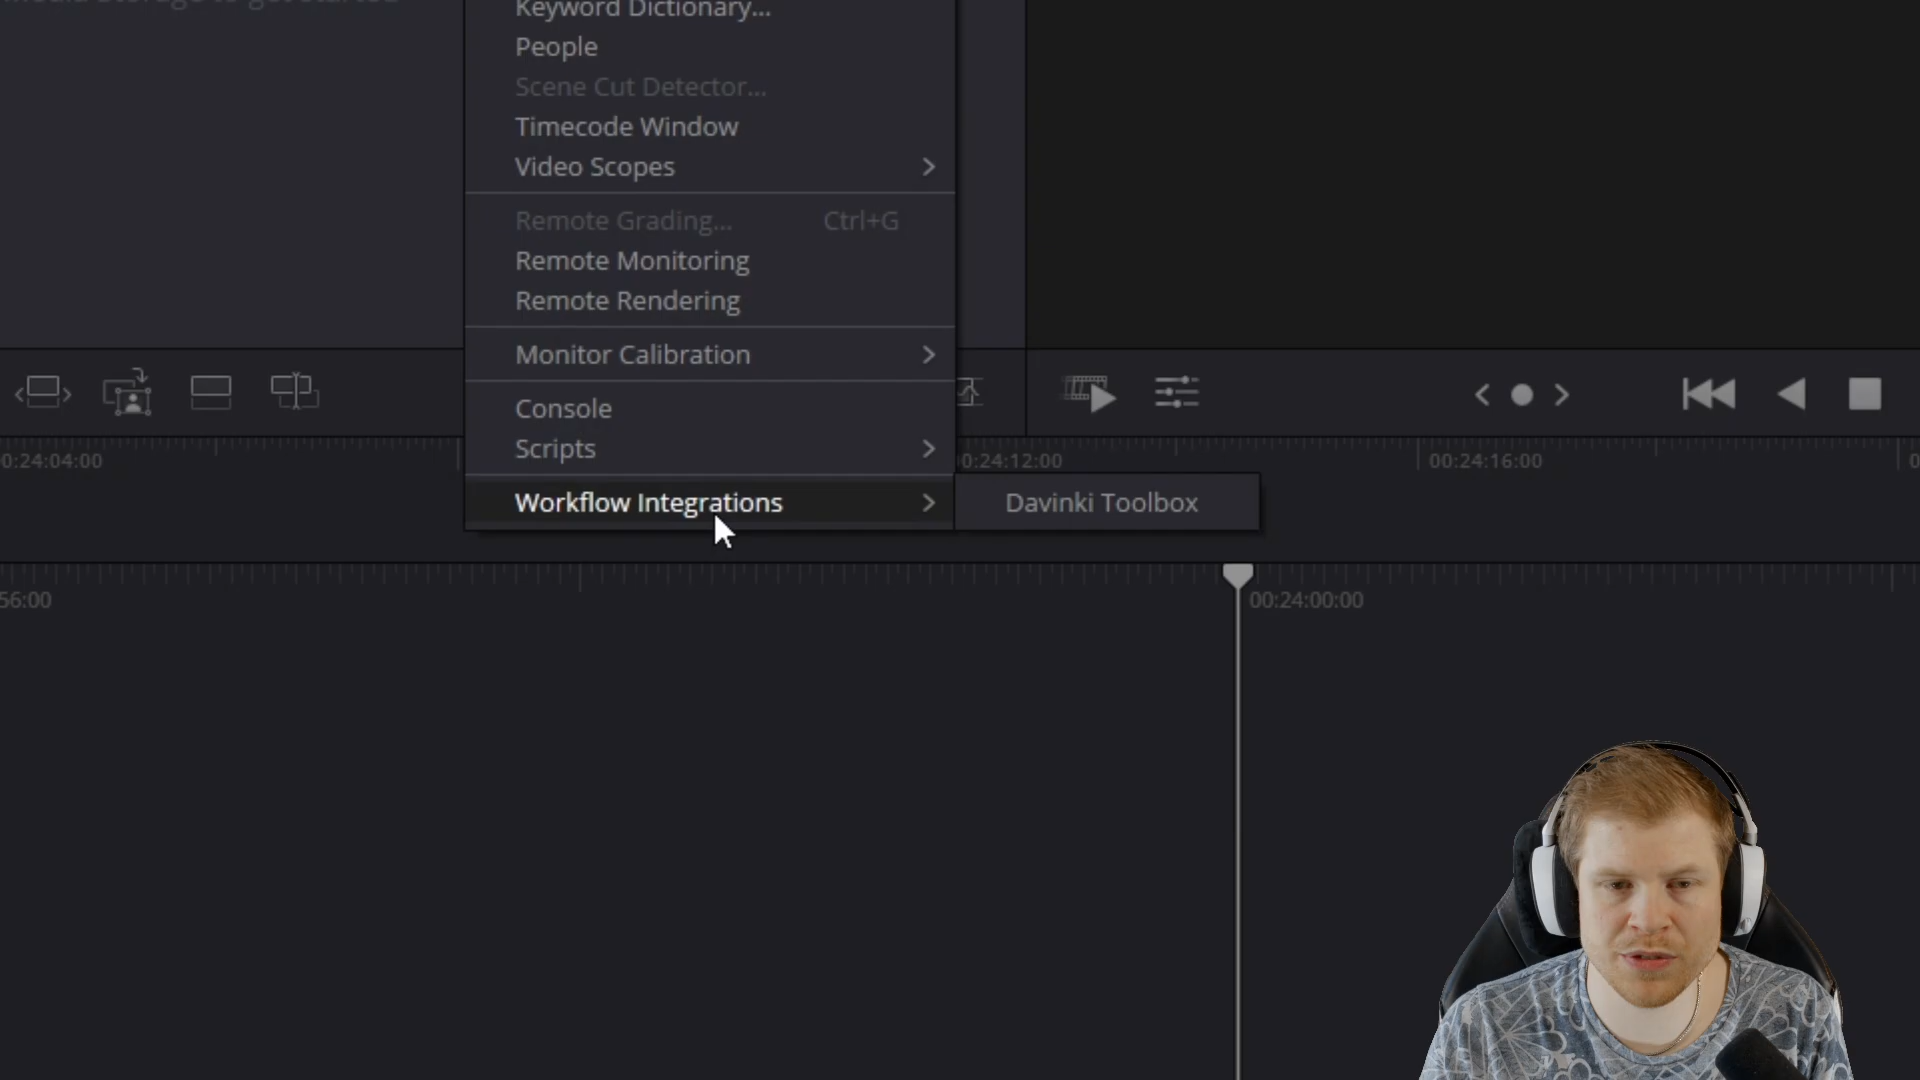 Keyword Dictionary...
People
Scene Cut Detector...
Timecode Window
Video Scopes
Remote Grading... Ctrl+G
Remote Monitoring
Remote Rendering
Monitor Calibration
Console
Scripts
0:24:04:00
0:24:12:00
00:24:16:00
Workflow Integrations
Davinki Toolbox
56:00
00:24:00:00